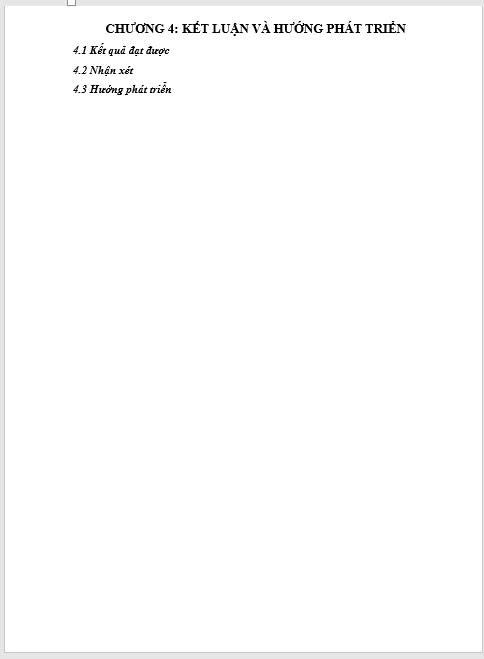 CHƯƠNG 4: KẾT LUẬN VÀ HƯỚNG PHÁT TRIỂN
4.1 Kết quả đạt được
4.2 Nhận xét
4.3 Hướng phát triển